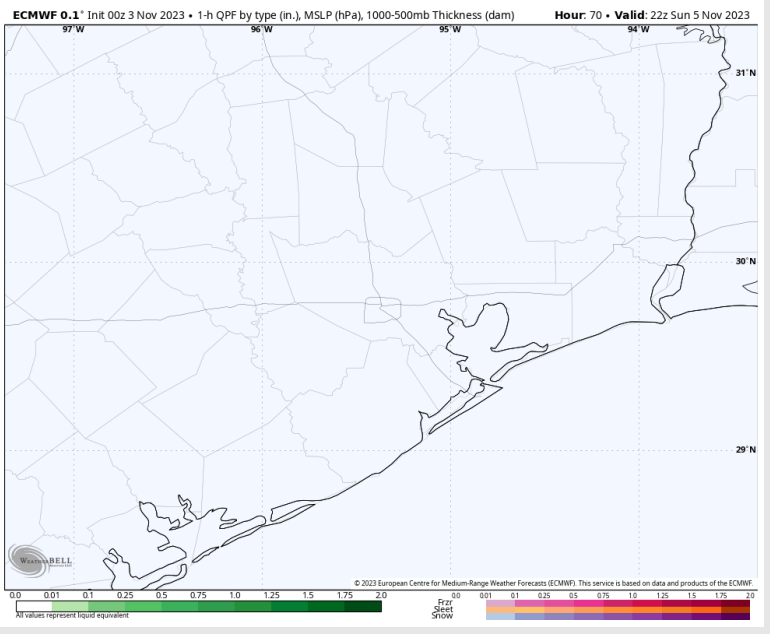 ECMWF 0.1° Init 00z 3 Nov 2023 • 1-h QPF by type (in.), MSLP (hPa), 1000-500mb Thickness (dam) Hour: 70 • Valid: 22z Sun 5 Nov 2023
97°W 96°W 95°W 94°W
31°N
30°N
29°N
WEATHERBELL
© 2023 European Centre for Medium-Range Weather Forecasts (ECMWF). This service is based on data and products of the ECMWF.
0.0 0.01 0.1 0.25 0.5 0.75 1.0 1.25 1.5 1.75 2.0 0.0 .001 0.1 0.25 0.5 0.75 1.0 1.25 1.5 1.75 2.0
Frzr
Sleet
Snow
All values represent liquid equivalent